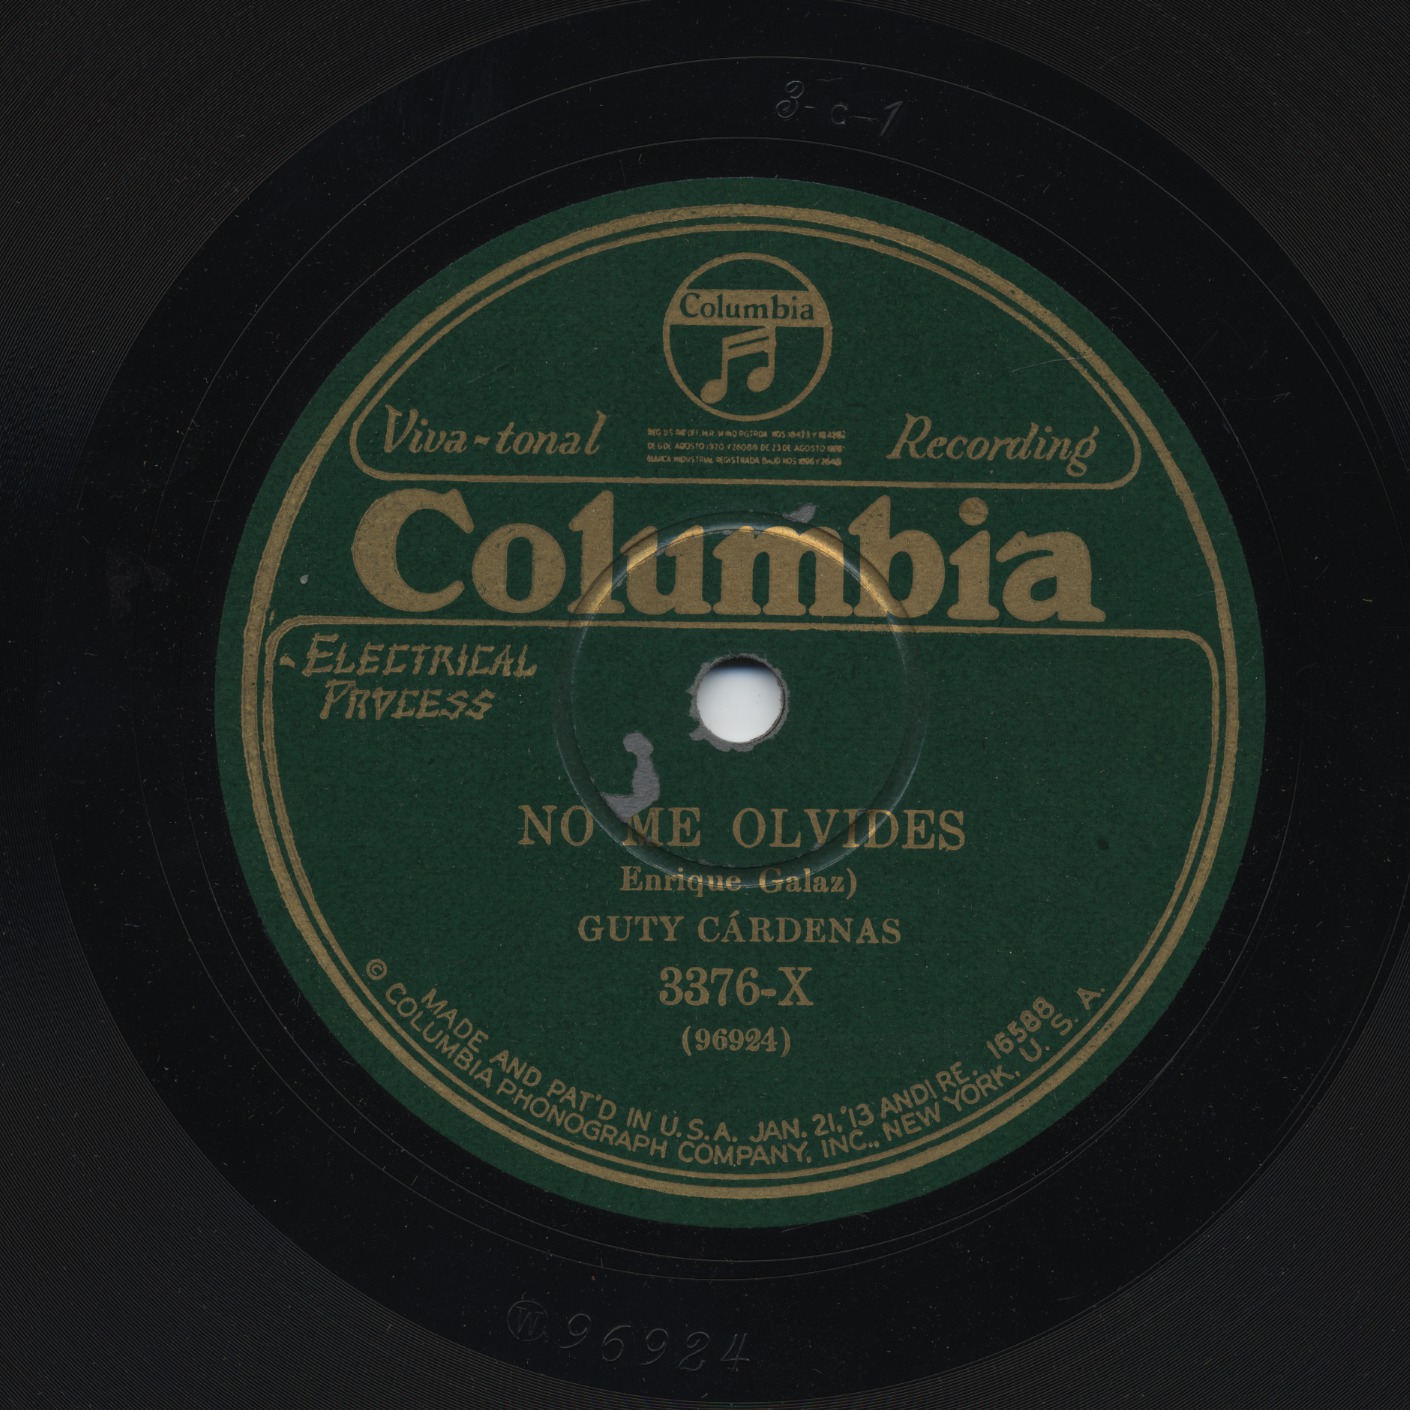 3-C-1
Columbia
Viva-tonal Recording
Columbia
ELECTRICAL
PROCESS
NO ME OLVIDES
Enrique Galaz)
GUTY CÁRDENAS
3376-X
(96924)
MADE AND PAT'D IN U.S.A. JAN. 21, '13 AND RE. 16588
© COLUMBIA PHONOGRAPH COMPANY, INC., NEW YORK, U. S. A.
W 96924